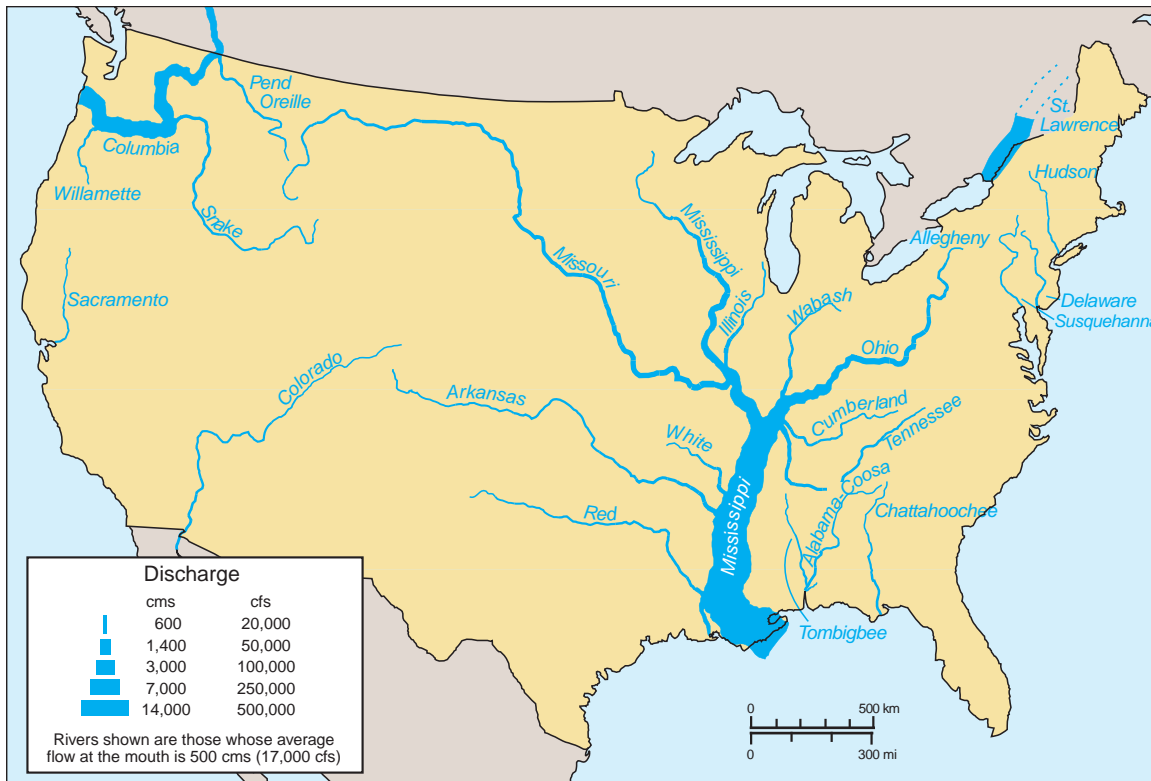 Pend
Oreille
Columbia
Willamette
Snake
Sacramento
Colorado
Missouri
Mississippi
Illinois
Wabash
Ohio
Allegheny
St.
Lawrence
Hudson
Delaware
Susquehanna
Arkansas
White
Red
Cumberland
Tennessee
Mississippi
Alabama-Coosa
Chattahoochee
Tombigbee
Discharge
cms cfs
600 20,000
1,400 50,000
3,000 100,000
7,000 250,000
14,000 500,000
Rivers shown are those whose average
flow at the mouth is 500 cms (17,000 cfs)
0 500 km
0 300 mi